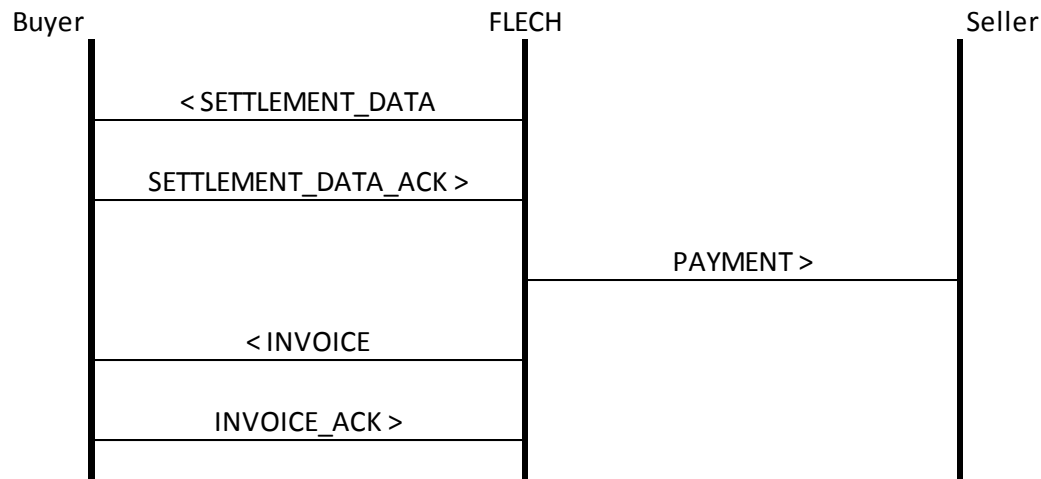 Buyer
FLECH
Seller
< SETTLEMENT_DATA
SETTLEMENT_DATA_ACK >
PAYMENT >
< INVOICE
INVOICE_ACK >